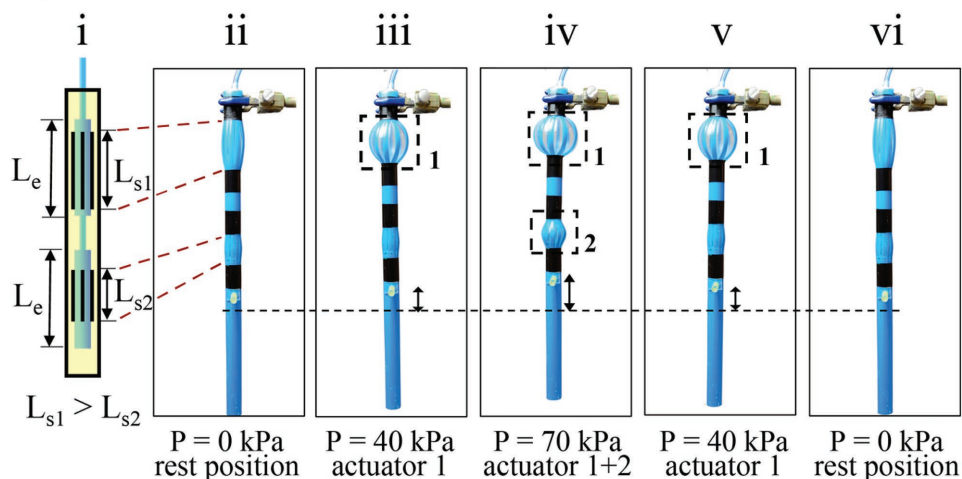 i
ii
iii
iv
v
vi
Le
Ls1
Le
Ls2
Ls1 > Ls2
1
1
2
1
P = 0 kPa
rest position
P = 40 kPa
actuator 1
P = 70 kPa
actuator 1+2
P = 40 kPa
actuator 1
P = 0 kPa
rest position